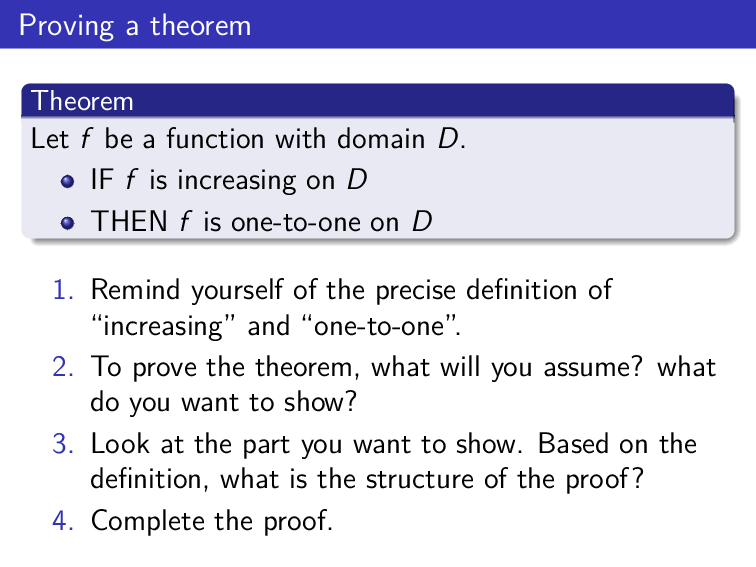 Proving a theorem
Theorem
Let f be a function with domain D.
• IF f is increasing on D
• THEN f is one-to-one on D
1. Remind yourself of the precise definition of
“increasing” and “one-to-one”.
2. To prove the theorem, what will you assume? what
do you want to show?
3. Look at the part you want to show. Based on the
definition, what is the structure of the proof?
4. Complete the proof.